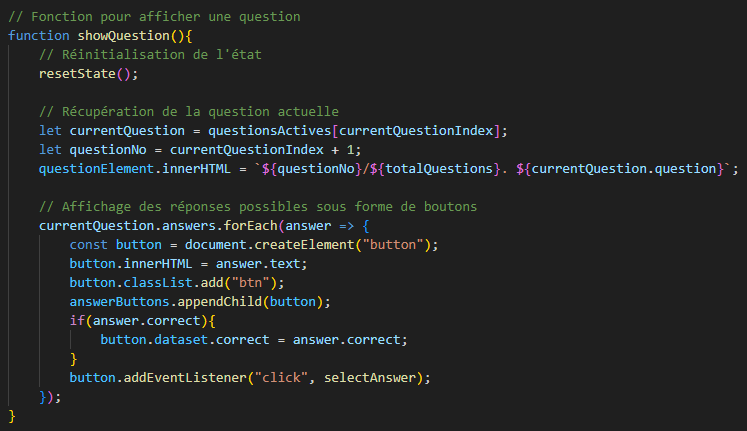 // Fonction pour afficher une question
function showQuestion(){
    // Réinitialisation de l'état
    resetState();

    // Récupération de la question actuelle
    let currentQuestion = questionsActives[currentQuestionIndex];
    let questionNo = currentQuestionIndex + 1;
    questionElement.innerHTML = `${questionNo}/${totalQuestions}. ${currentQuestion.question}`;

    // Affichage des réponses possibles sous forme de boutons
    currentQuestion.answers.forEach(answer => {
        const button = document.createElement("button");
        button.innerHTML = answer.text;
        button.classList.add("btn");
        answerButtons.appendChild(button);
        if(answer.correct){
            button.dataset.correct = answer.correct;
        }
        button.addEventListener("click", selectAnswer);
    });
}